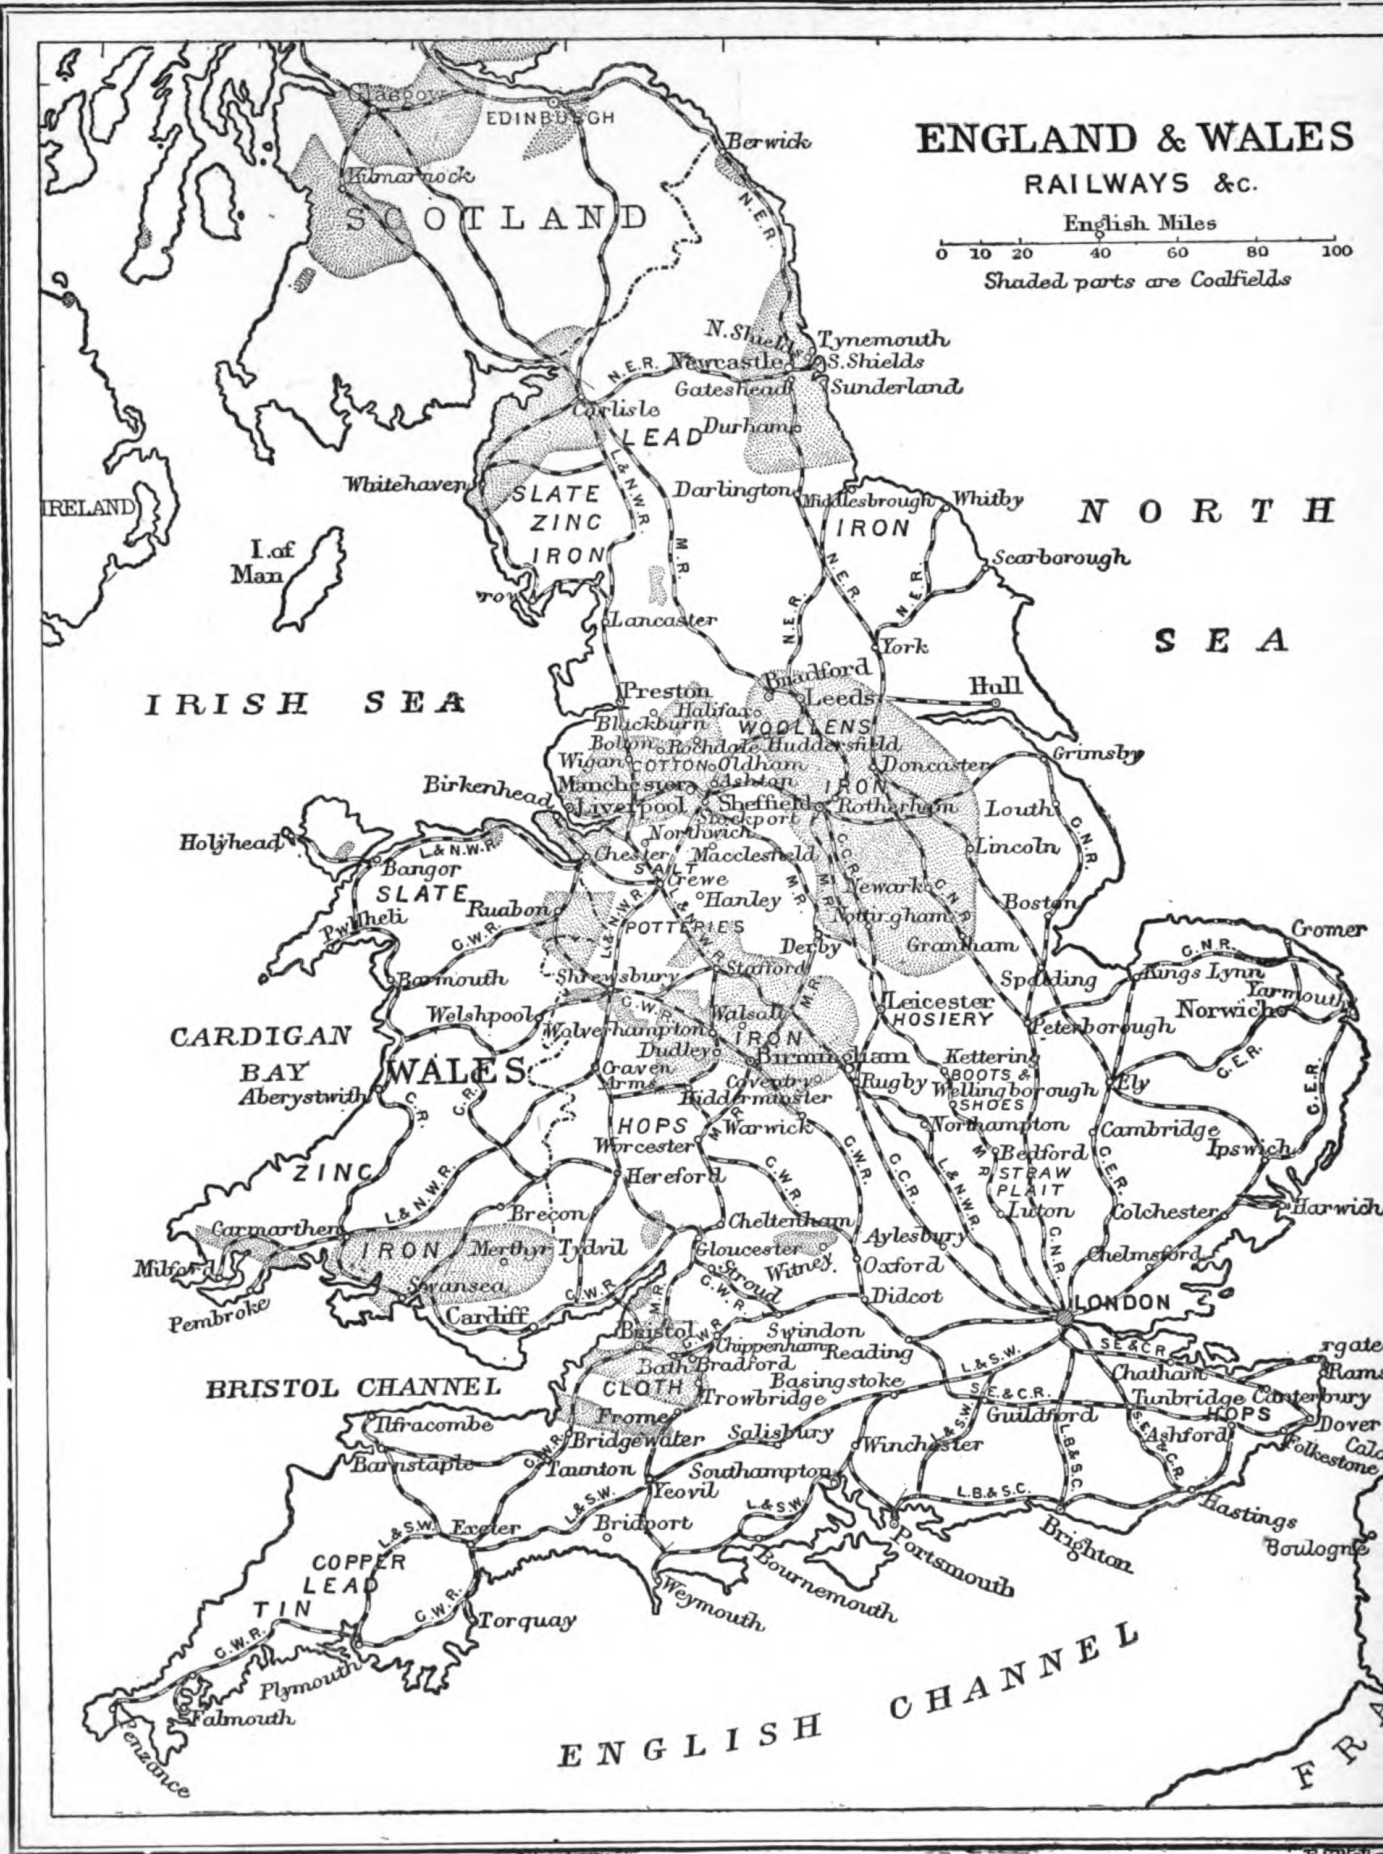 ENGLAND & WALES
RAILWAYS &c.
English Miles
0 10 20 40 60 80 100
Shaded parts are Coalfields
Glasgow
EDINBURGH
Berwick
Kilmarnock
SCOTLAND
N.E.R.
N. Shields
Tynemouth
N.E.R.
Newcastle
S. Shields
Gateshead
Sunderland
Carlisle
LEAD
Durham
L&N.W.R.
Whitehaven
SLATE
ZINC
IRON
Darlington
Middlesbrough
Whitby
IRON
NORTH
SEA
IRELAND
I. of
Man
M.R.
N.E.R.
N.E.R.
N.E.R.
Scarborough
row
Lancaster
York
IRISH SEA
Preston
Bradford
Leeds
Hull
Blackburn
Halifax
WOOLLENS
Bolton
Rochdale
Huddersfield
Wigan
COTTON
Oldham
Doncaster
Grimsby
Manchester
Ashton
IRON
Birkenhead
Liverpool
Sheffield
Rotherham
Louth
Stockport
Holyhead
L&N.W.R.
Northwich
G.C.R.
G.N.R.
Bangor
Chester
Macclesfield
Lincoln
SALT
Crewe
M.R.
M.R.
Newark
G.N.R.
SLATE
Ruabon
L&N.W.R.
L&N.W.R.
Hanley
Boston
Pwllheli
G.W.R.
POTTERIES
Nottingham
Derby
Grantham
Cromer
G.N.R.
Barmouth
Shrewsbury
Stafford
Spalding
Kings Lynn
Yarmouth
M.R.
Welshpool
G.W.R.
Walsall
Leicester
HOSIERY
Norwich
CARDIGAN
BAY
Wolverhampton
IRON
Peterborough
Dudley
Birmingham
Kettering
BOOTS &
SHOES
G.E.R.
WALES
Craven
Arms
Coventry
Rugby
Wellingborough
Ely
Aberystwith
C.R.
C.R.
Kidderminster
G.E.R.
HOPS
M.R.
Warwick
Northampton
Cambridge
Worcester
G.W.R.
Bedford
Ipswich
ZINC
L&N.W.R.
Hereford
G.W.R.
G.C.R.
L&N.W.R.
M.R.
STRAW
PLAIT
G.E.R.
Brecon
Luton
Colchester
Harwich
Carmarthen
Cheltenham
Aylesbury
G.N.R.
IRON
Merthyr Tydvil
Gloucester
Witney
Oxford
Chelmsford
Milford
Swansea
Stroud
Pembroke
Cardiff
G.W.R.
M.R.
G.W.R.
Didcot
LONDON
Bristol
G.W.R.
Swindon
Chippenham
Reading
L.&S.W.
S.E&C.R.
Bath
Bradford
Chatham
rgate
Rams
BRISTOL CHANNEL
CLOTH
Trowbridge
Basingstoke
S.E.&C.R.
Tunbridge
Canterbury
Ilfracombe
Frome
Guildford
HOPS
Dover
Bridgewater
Salisbury
Winchester
L&S.W.
Ashford
Folkestone
Barnstaple
G.W.R.
Taunton
Southampton
L.B.&S.C.
S.E.&C.R.
Yeovil
L&S.W.
L&S.W.
L.B.&S.C.
Hastings
L&S.W.
Exeter
Bridport
Brighton
Boulogne
COPPER
LEAD
Portsmouth
Bournemouth
Weymouth
TIN
G.W.R.
Torquay
G.W.R.
Plymouth
Falmouth
Penzance
ENGLISH CHANNEL
FRA